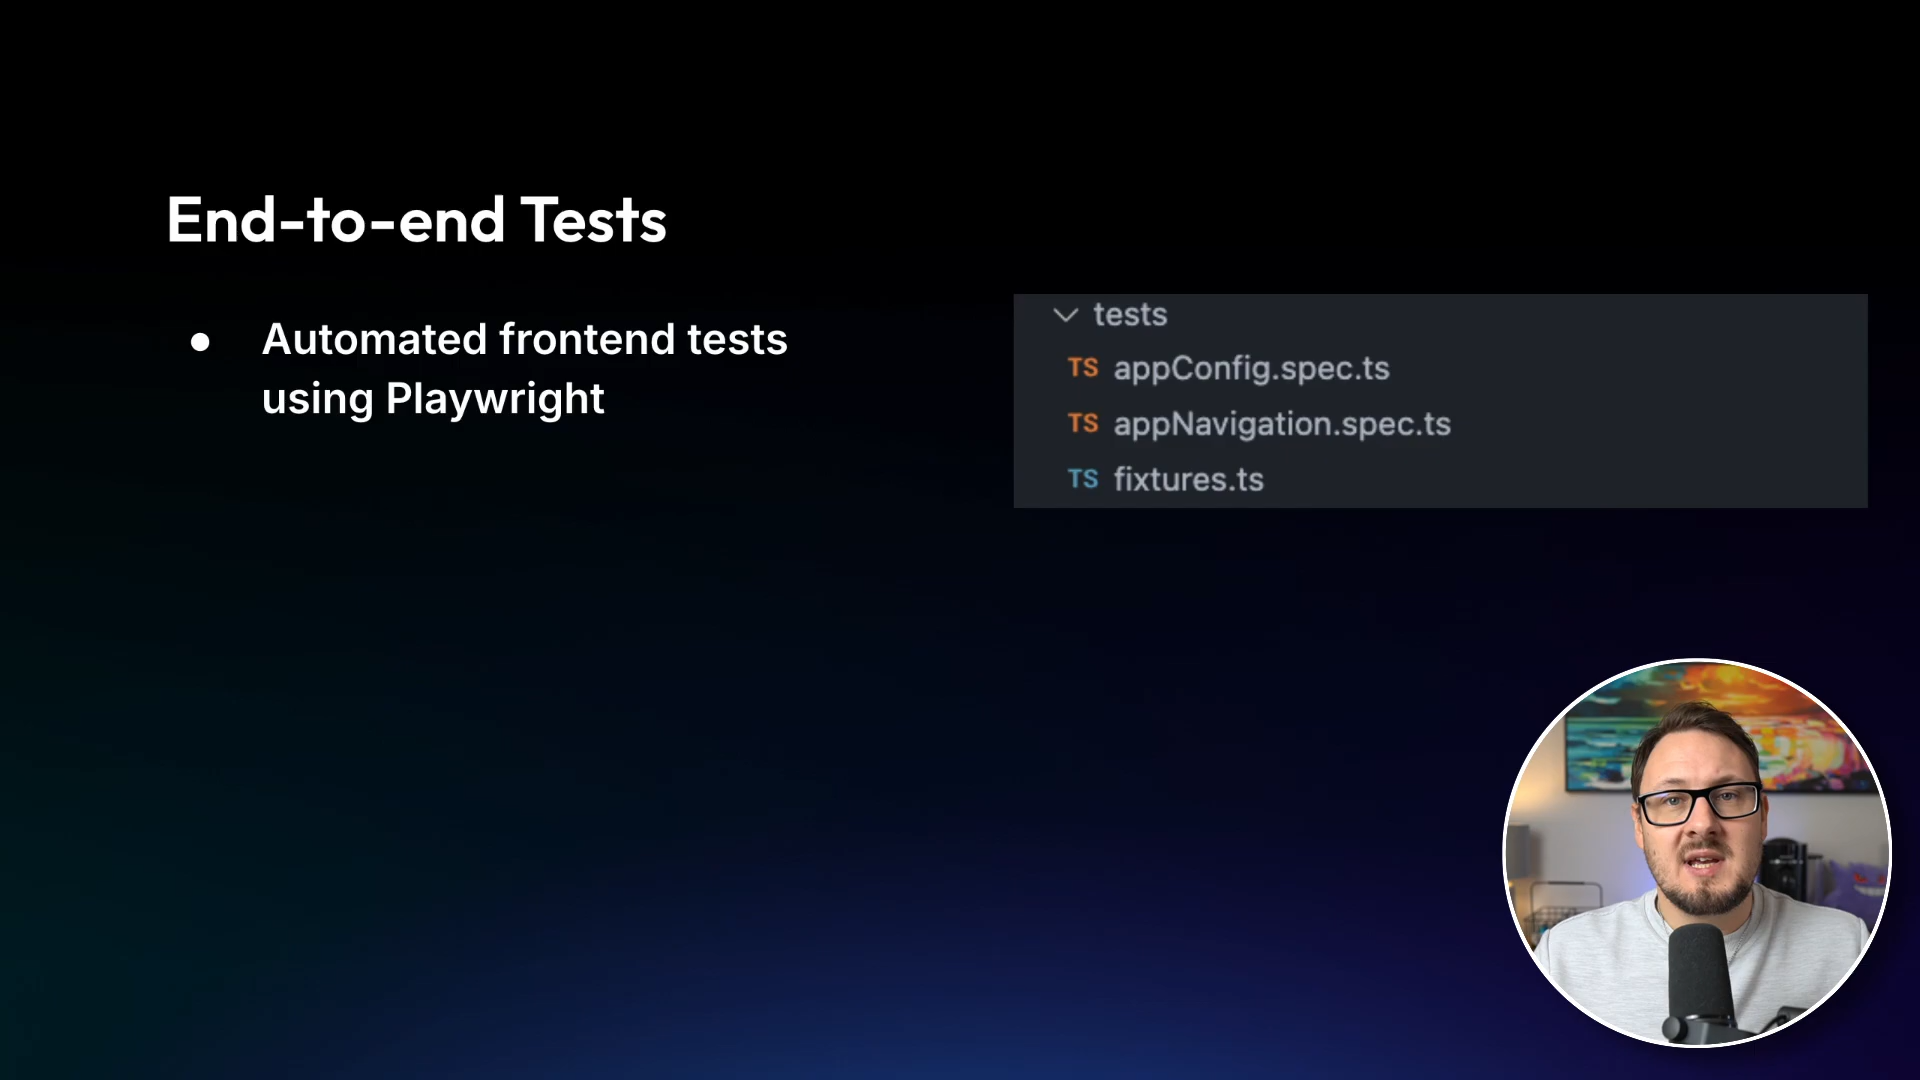 End-to-end Tests
● Automated frontend tests
using Playwright
tests
TS appConfig.spec.ts
TS appNavigation.spec.ts
TS fixtures.ts